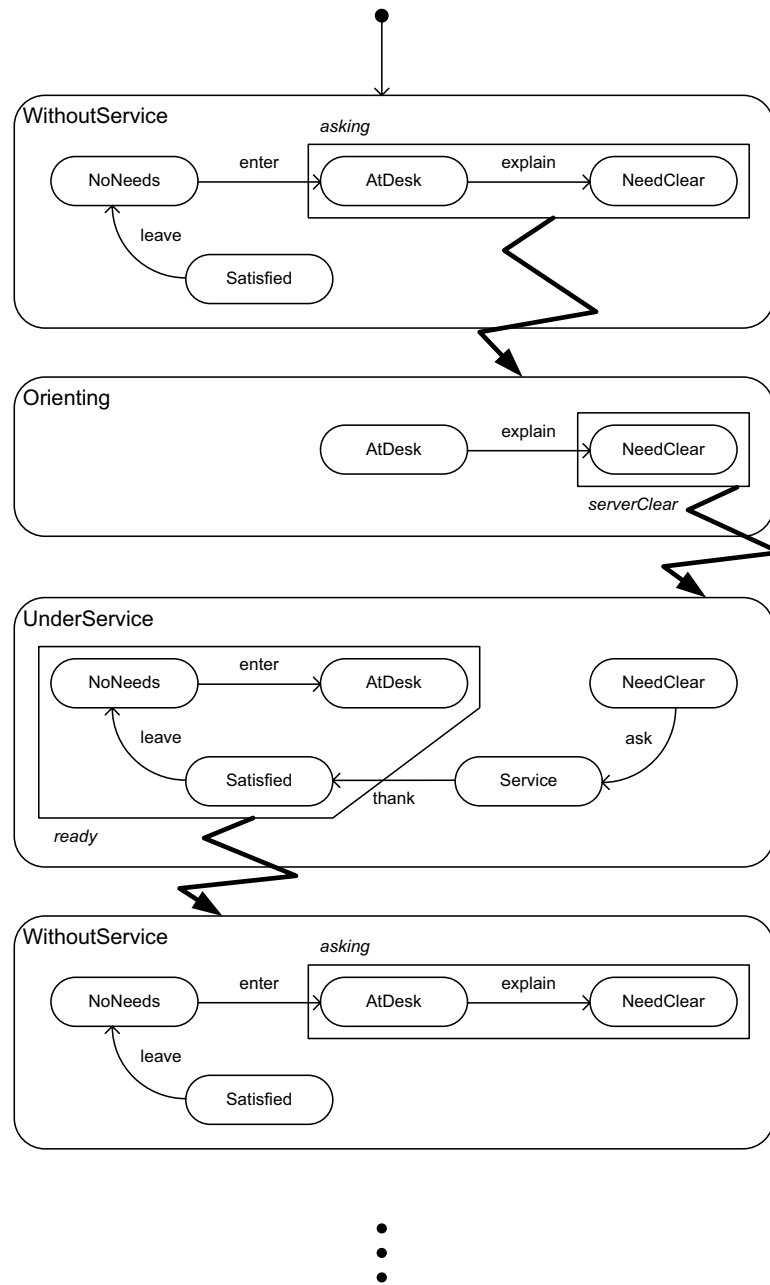 WithoutService
asking
NoNeeds enter AtDesk explain NeedClear
leave
Satisfied
Orienting
AtDesk explain NeedClear
serverClear
UnderService
NoNeeds enter AtDesk NeedClear
leave ask
Satisfied thank Service
ready
WithoutService
asking
NoNeeds enter AtDesk explain NeedClear
leave
Satisfied